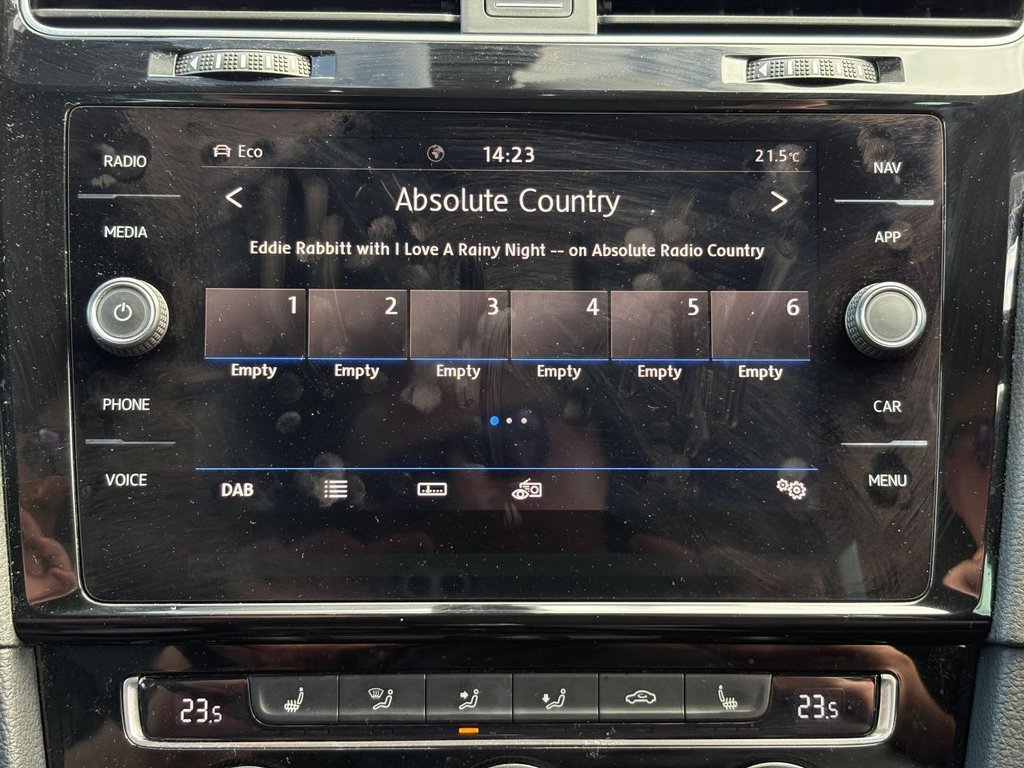 Eco 14:23 21.5°C
RADIO NAV
< Absolute Country >
MEDIA APP
Eddie Rabbitt with I Love A Rainy Night -- on Absolute Radio Country
1 2 3 4 5 6
Empty Empty Empty Empty Empty Empty
PHONE CAR
VOICE MENU
DAB
23.5 23.5